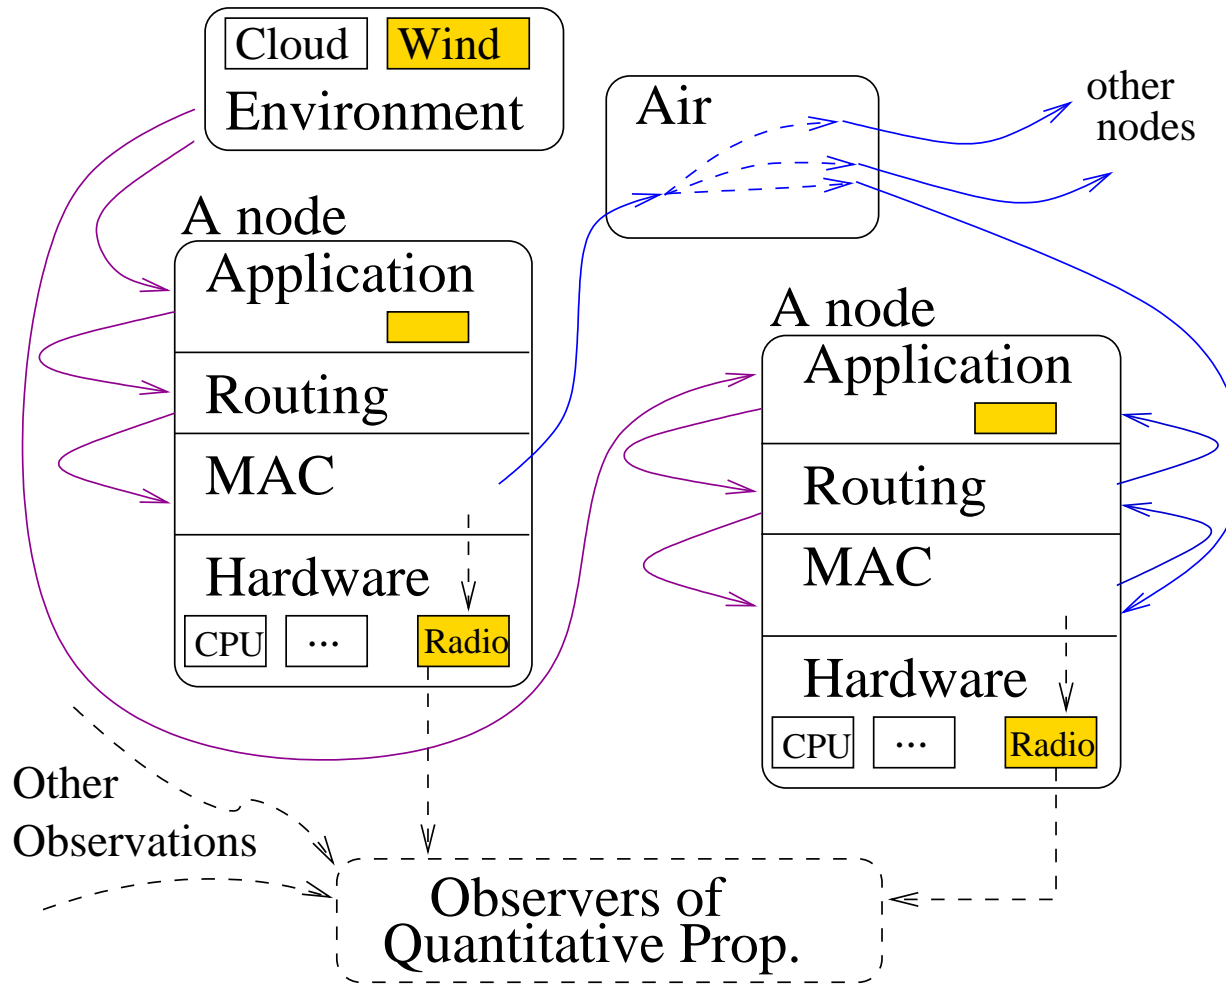 Cloud
Wind
Environment
Air
other
nodes
A node
Application
Routing
MAC
Hardware
CPU
...
Radio
A node
Application
Routing
MAC
Hardware
CPU
...
Radio
Other
Observations
Observers of
Quantitative Prop.